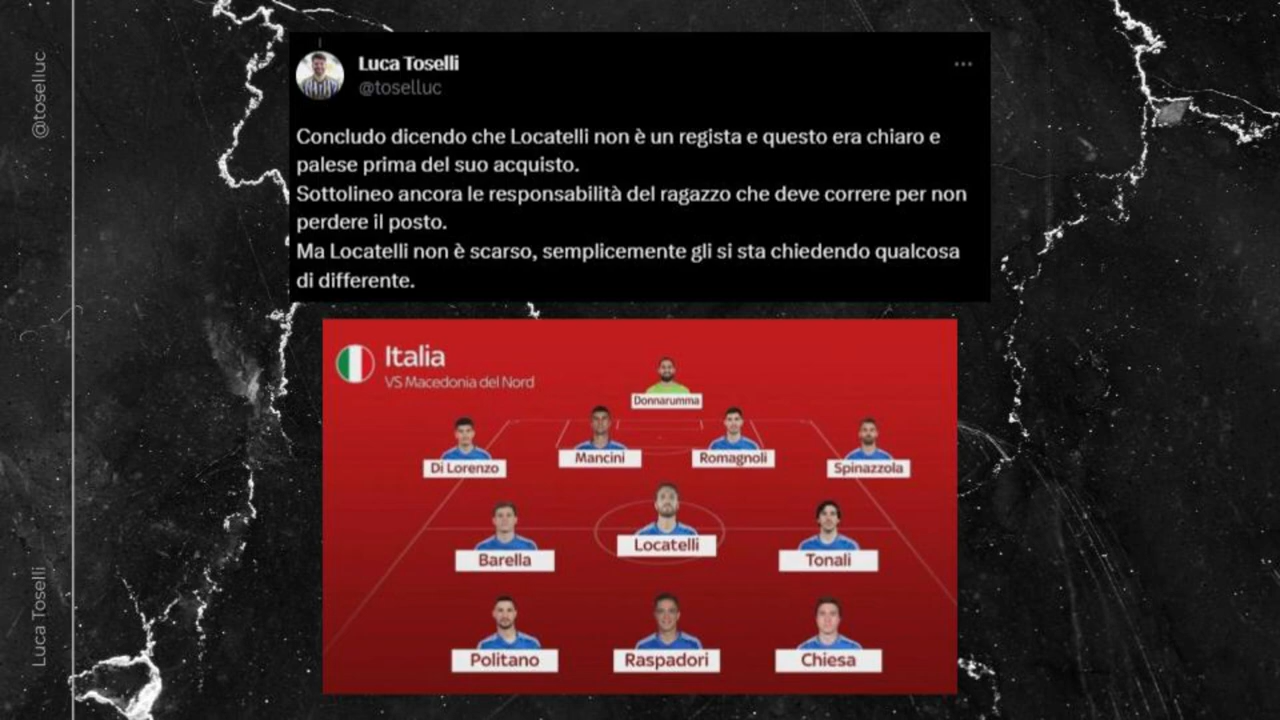 @toselluc
Luca Toselli
Luca Toselli
@toselluc
Concludo dicendo che Locatelli non è un regista e questo era chiaro e
palese prima del suo acquisto.
Sottolineo ancora le responsabilità del ragazzo che deve correre per non
perdere il posto.
Ma Locatelli non è scarso, semplicemente gli si sta chiedendo qualcosa
di differente.
Italia
VS Macedonia del Nord
Donnarumma
Di Lorenzo
Mancini
Romagnoli
Spinazzola
Barella
Locatelli
Tonali
Politano
Raspadori
Chiesa